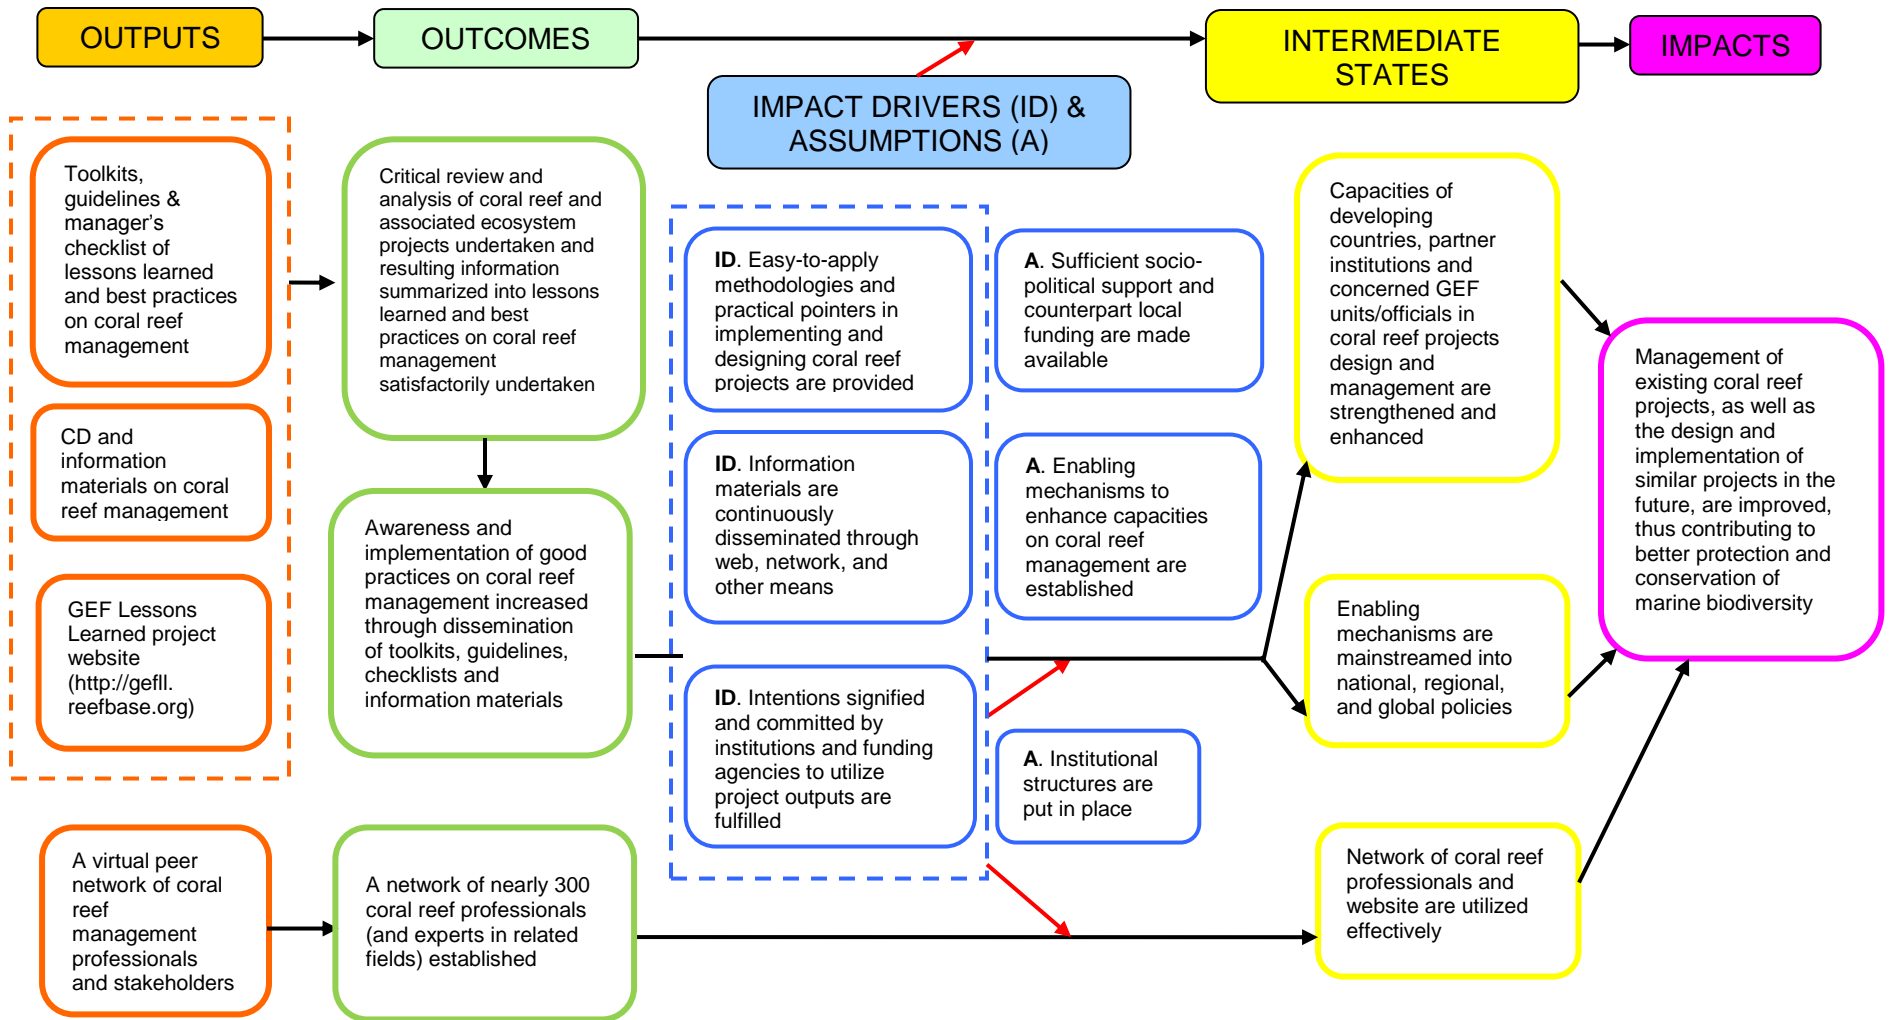 OUTPUTS
OUTCOMES
INTERMEDIATE
STATES
IMPACTS
IMPACT DRIVERS (ID) &
ASSUMPTIONS (A)
Toolkits,
guidelines &
manager's
checklist of
lessons learned
and best practices
on coral reef
management
CD and
information
materials on coral
reef management
GEF Lessons
Learned project
website
(http://gefll.
reefbase.org)
A virtual peer
network of coral
reef
management
professionals
and stakeholders
Critical review and
analysis of coral reef and
associated ecosystem
projects undertaken and
resulting information
summarized into lessons
learned and best
practices on coral reef
management
satisfactorily undertaken
Awareness and
implementation of good
practices on coral reef
management increased
through dissemination
of toolkits, guidelines,
checklists and
information materials
A network of nearly 300
coral reef professionals
(and experts in related
fields) established
ID. Easy-to-apply
methodologies and
practical pointers in
implementing and
designing coral reef
projects are provided
ID. Information
materials are
continuously
disseminated through
web, network, and
other means
ID. Intentions signified
and committed by
institutions and funding
agencies to utilize
project outputs are
fulfilled
A. Sufficient socio-
political support and
counterpart local
funding are made
available
A. Enabling
mechanisms to
enhance capacities
on coral reef
management are
established
A. Institutional
structures are
put in place
Capacities of
developing
countries, partner
institutions and
concerned GEF
units/officials in
coral reef projects
design and
management are
strengthened and
enhanced
Enabling
mechanisms are
mainstreamed into
national, regional,
and global policies
Network of coral reef
professionals and
website are utilized
effectively
Management of
existing coral reef
projects, as well as
the design and
implementation of
similar projects in the
future, are improved,
thus contributing to
better protection and
conservation of
marine biodiversity